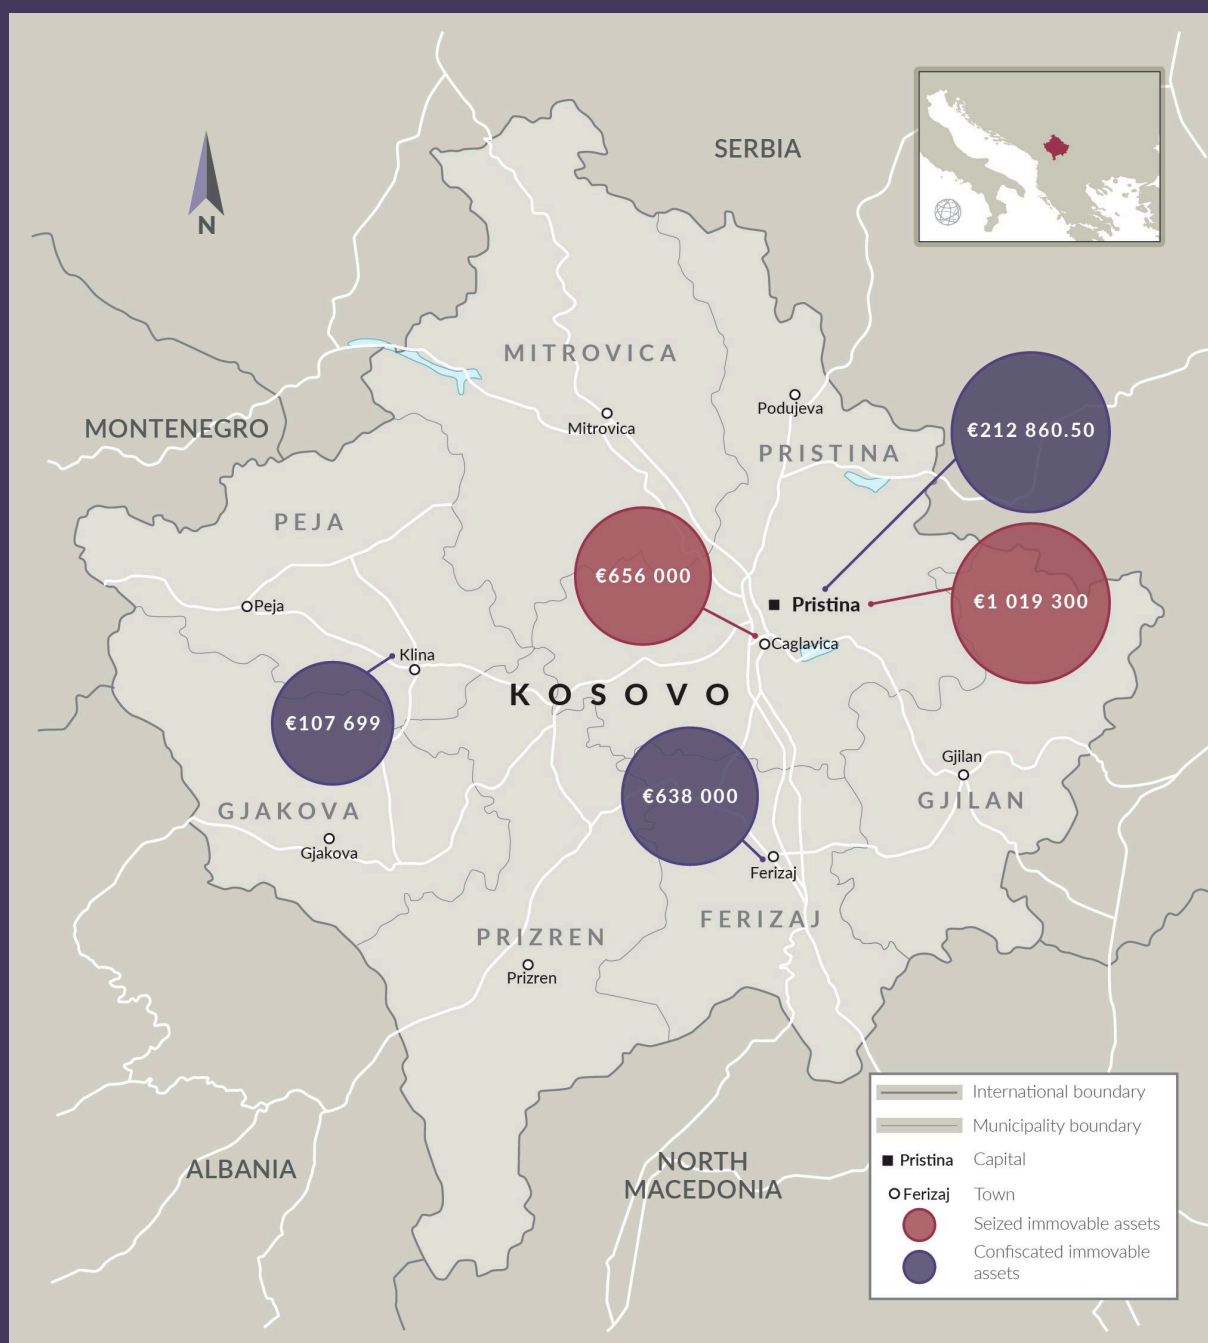 SERBIA
N
MITROVICA
MONTENEGRO
Podujeva
Mitrovica
€212 860.50
PRISTINA
PEJA
€656 000
€1 019 300
Pristina
Peja
Caglavica
Klina
KOSOVO
€107 699
Gjilan
€638 000
GJILAN
GJAKOVA
Gjakova
Ferizaj
FERIZAJ
PRIZREN
Prizren
International boundary
Municipality boundary
Pristina Capital
Ferizaj Town
Seized immovable assets
Confiscated immovable
assets
ALBANIA
NORTH
MACEDONIA